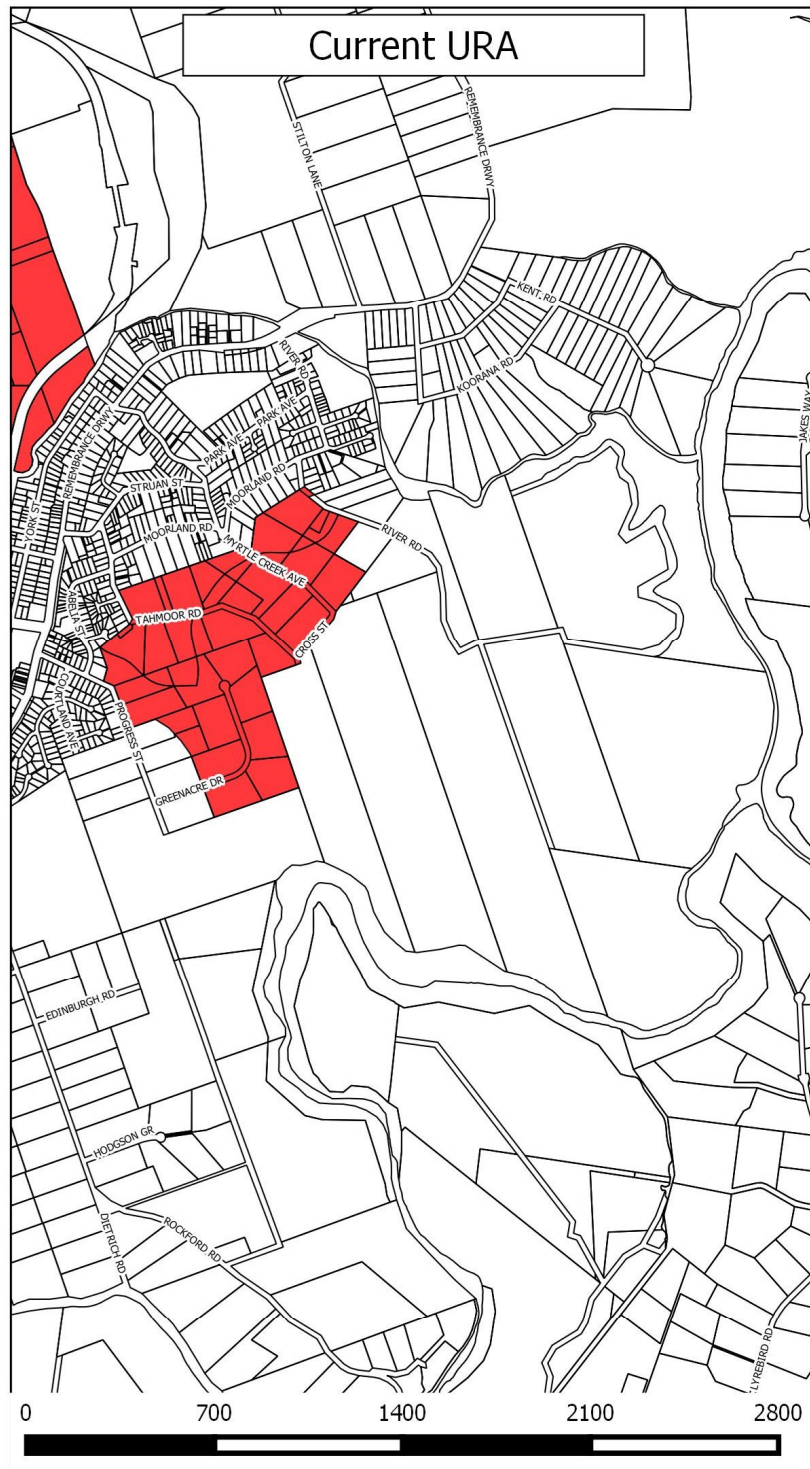 Current URA
REMEMBRANCE DRWY
STILTON LANE
KENT RD
RIVER RD
KOORANA RD
JAKES WAY
REMEMBRANCE DRWY
PARK AVE
PARK AVE
MOORLAND RD
STRUAN ST
YORK ST
MOORLAND RD
RIVER RD
MYRTLE CREEK AVE
ABELIA ST
TAHMOOR RD
CROSS ST
COURTLAND AVE
PROGRESS ST
GREENACRE DR
EDINBURGH RD
HODGSON GR
DIETRICH RD
ROCKFORD RD
LYREBIRD RD
0 700 1400 2100 2800